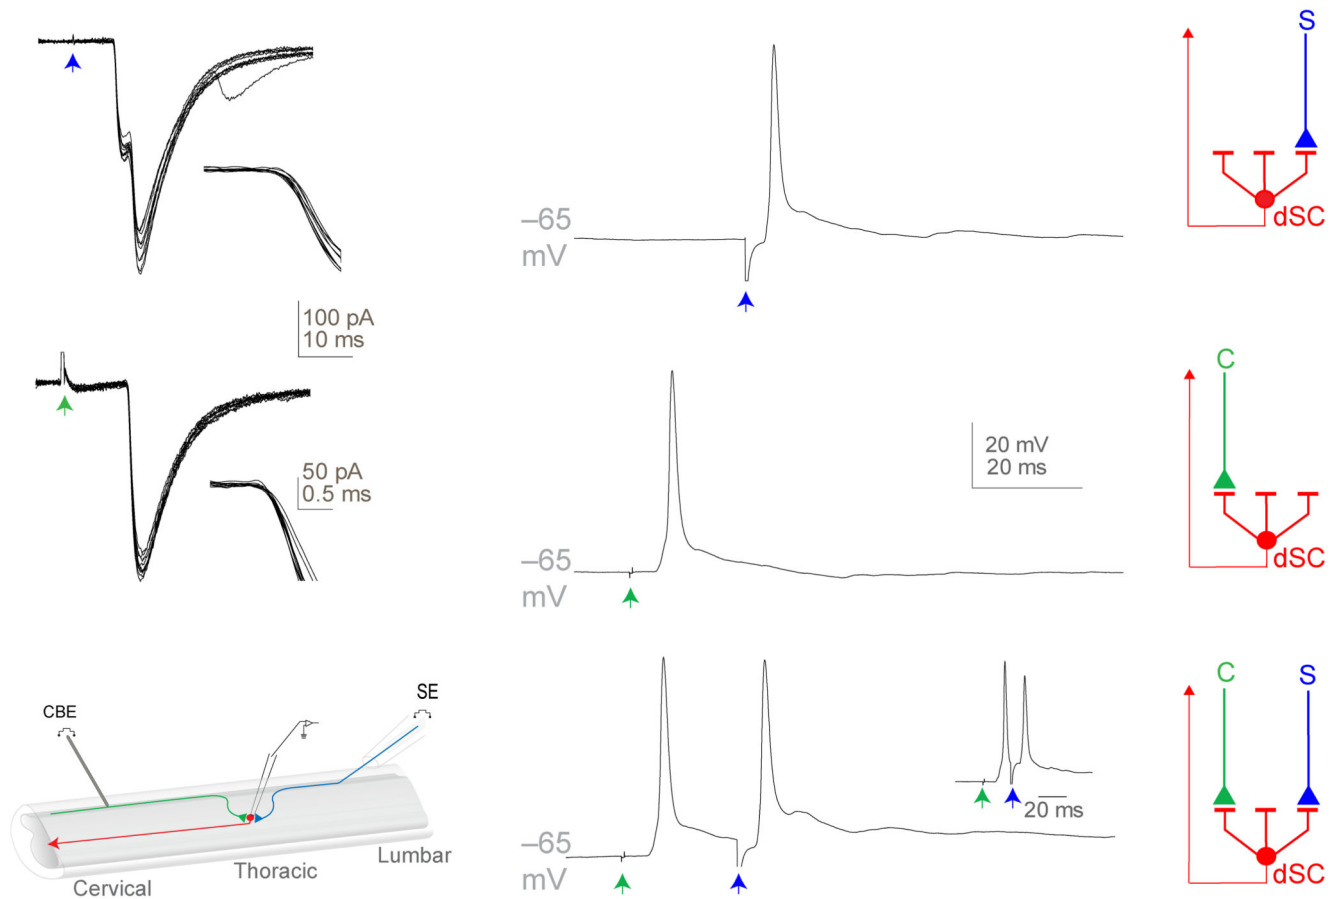 S
–65
mV
dSC
100 pA
10 ms
C
50 pA
0.5 ms
20 mV
20 ms
–65
mV
dSC
SE
CBE
C
S
20 ms
–65
mV
Lumbar
Thoracic
Cervical
dSC